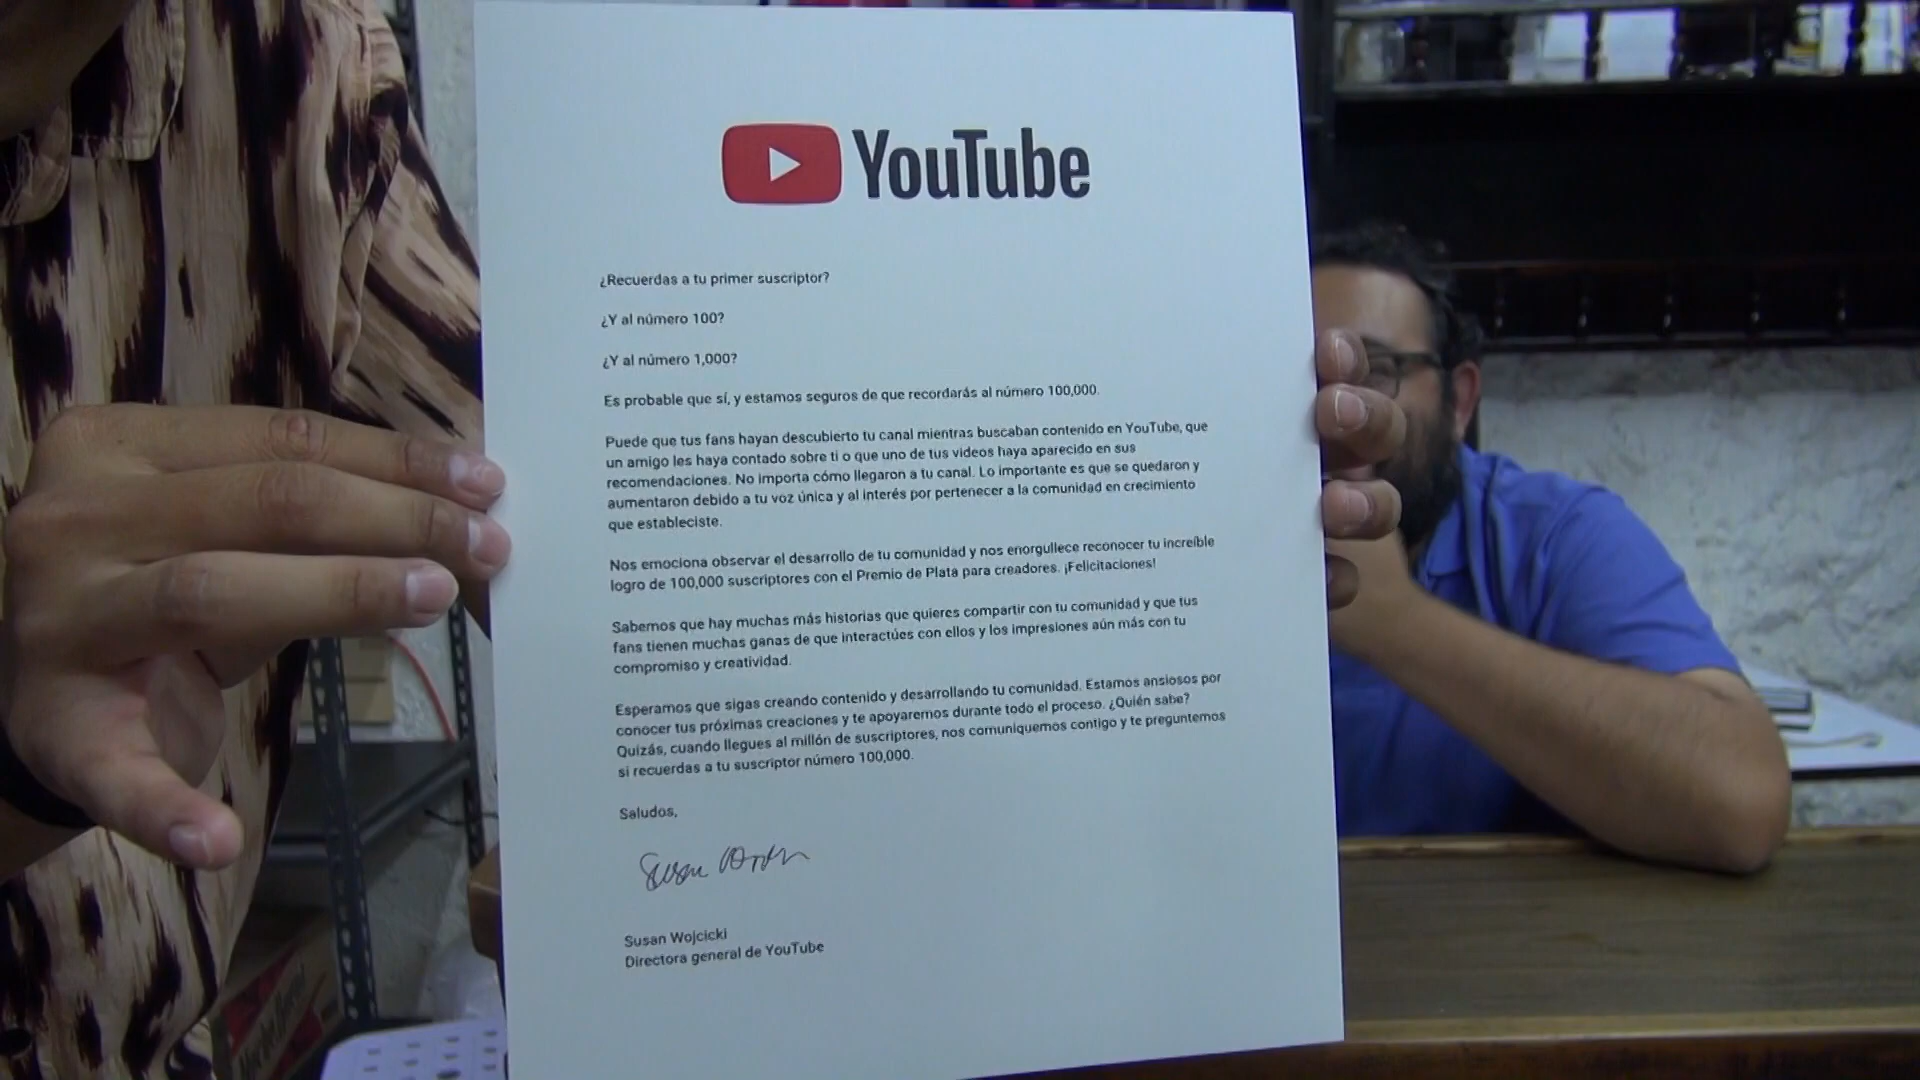 YouTube
¿Recuerdas a tu primer suscriptor?
¿Y al número 100?
¿Y al número 1,000?
Es probable que sí, y estamos seguros de que recordarás al número 100,000.
Puede que tus fans hayan descubierto tu canal mientras buscaban contenido en YouTube, que
un amigo les haya contado sobre ti o que uno de tus videos haya aparecido en sus
recomendaciones. No importa cómo llegaron a tu canal. Lo importante es que se quedaron y
aumentaron debido a tu voz única y al interés por pertenecer a la comunidad en crecimiento
que estableciste.
Nos emociona observar el desarrollo de tu comunidad y nos enorgullece reconocer tu increíble
logro de 100,000 suscriptores con el Premio de Plata para creadores. ¡Felicitaciones!
Sabemos que hay muchas más historias que quieres compartir con tu comunidad y que tus
fans tienen muchas ganas de que interactúes con ellos y los impresiones aún más con tu
compromiso y creatividad.
Esperamos que sigas creando contenido y desarrollando tu comunidad. Estamos ansiosos por
conocer tus próximas creaciones y te apoyaremos durante todo el proceso. ¿Quién sabe?
Quizás, cuando llegues al millón de suscriptores, nos comuniquemos contigo y te preguntemos
si recuerdas a tu suscriptor número 100,000.
Saludos,
Susan Wojcicki
Directora general de YouTube